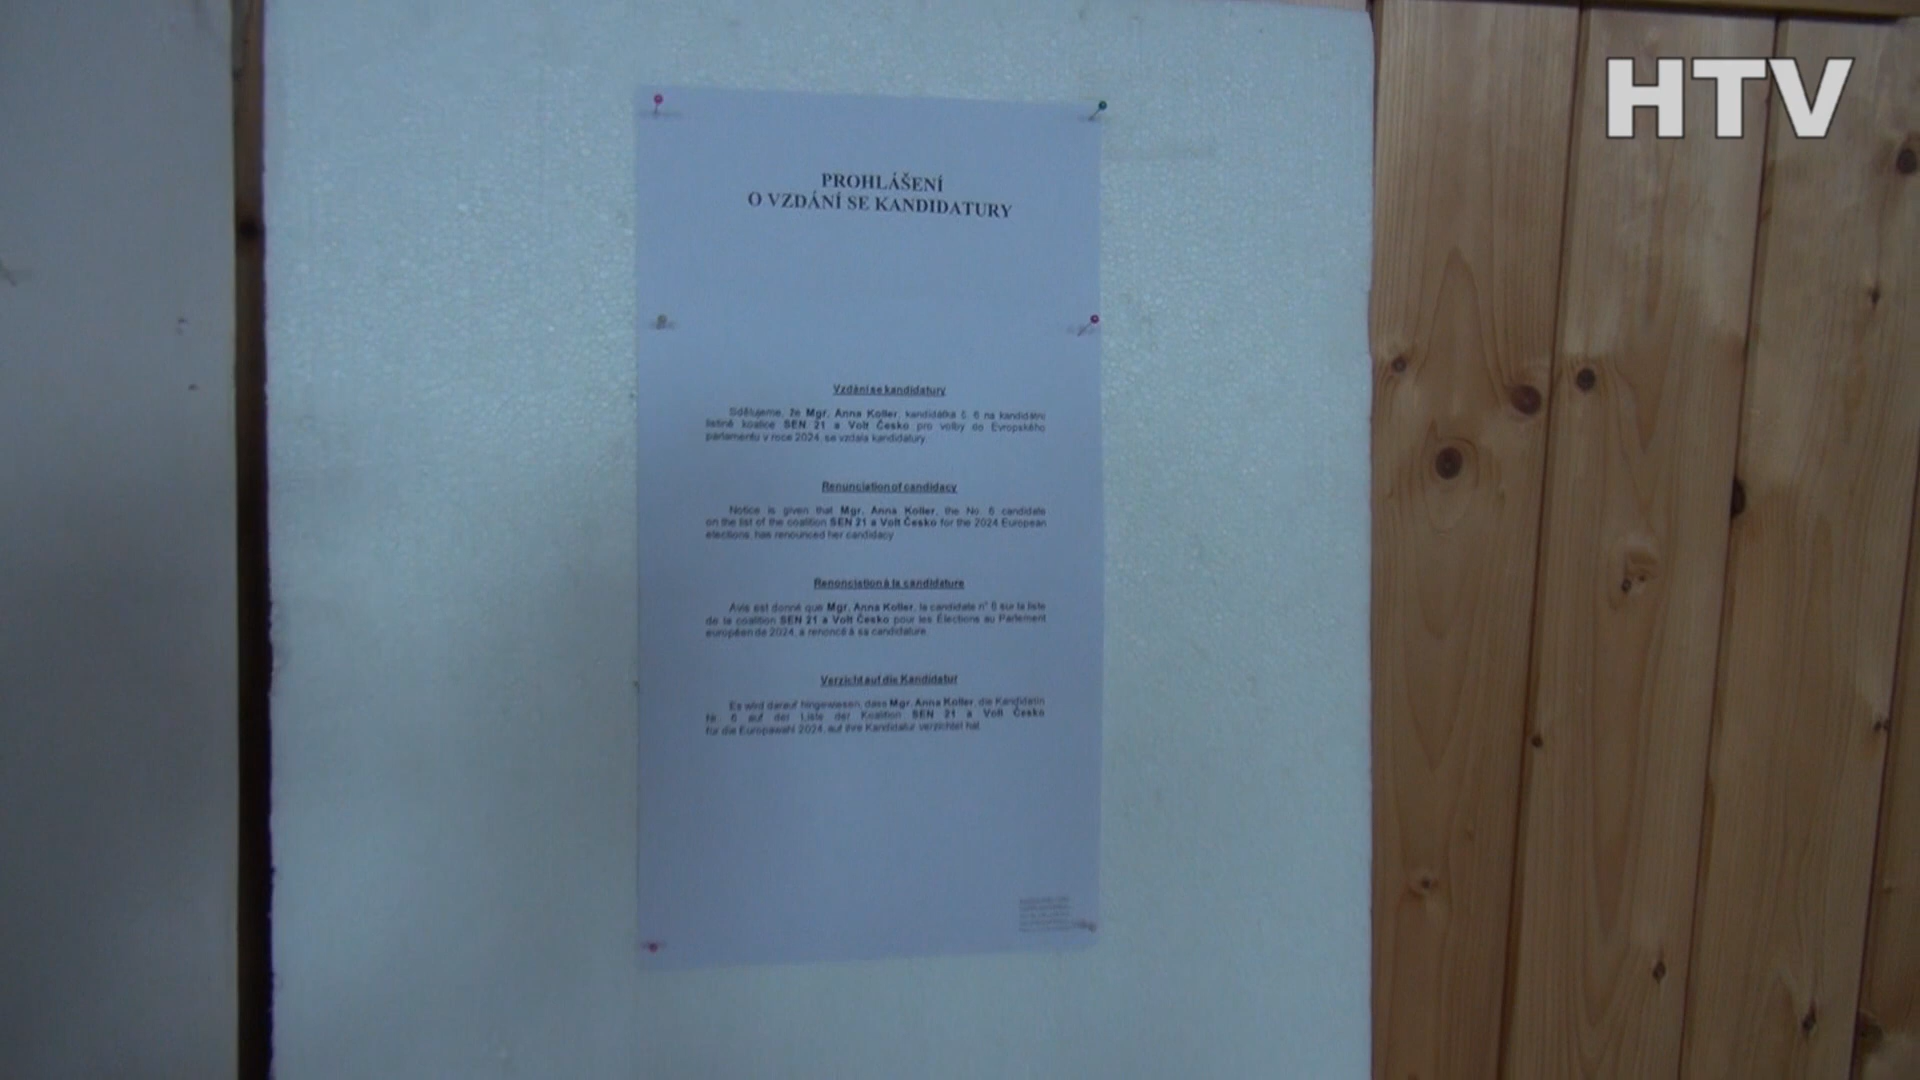 HTV
PROHLÁŠENÍ
O VZDÁNÍ SE KANDIDATURY
Vzdání se kandidatury
Sdělujeme, že Mgr. Anna Koller, kandidátka č. 6 na kandidátní
listině koalice SEN 21 a Volt Česko pro volby do Evropského
parlamentu v roce 2024, se vzdala kandidatury.
Renunciation of candidacy
Notice is given that Mgr. Anna Koller, the No. 6 candidate
on the list of the coalition SEN 21 a Volt Česko for the 2024 European
elections, has renounced her candidacy.
Renonciation à la candidature
Avis est donné que Mgr. Anna Koller, la candidate n° 6 sur la liste
de la coalition SEN 21 a Volt Česko pour les Élections au Parlement
européen de 2024, a renoncé à sa candidature.
Verzicht auf die Kandidatur
Es wird darauf hingewiesen, dass Mgr. Anna Koller, die Kandidatin
Nr. 6 auf der Liste der Koalition SEN 21 a Volt Česko
für die Europawahl 2024, auf ihre Kandidatur verzichtet hat.